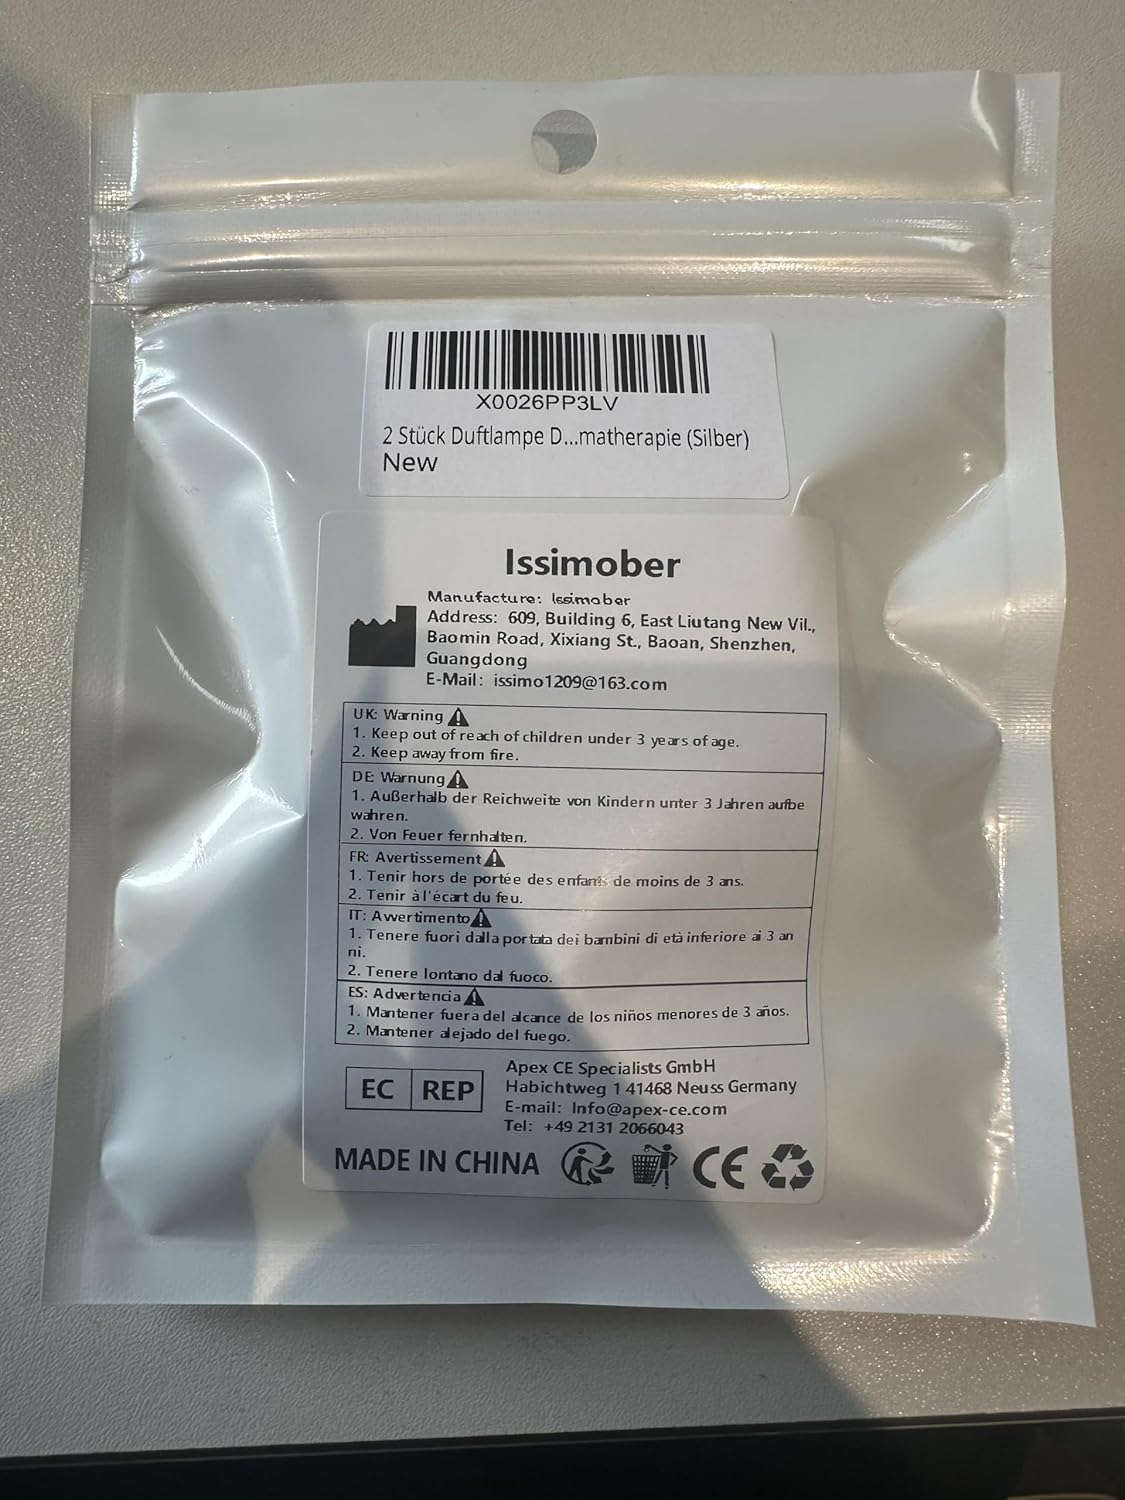 X0026PP3LV
2 Stück Duftlampe D...matherapie (Silber)
New
Issimober
Manufacture: Issimober
Address: 609, Building 6, East Liutang New Vil.,
Baomin Road, Xixiang St., Baoan, Shenzhen,
Guangdong
E-Mail: issimo1209@163.com
UK: Warning
1. Keep out of reach of children under 3 years of age.
2. Keep away from fire.
DE: Warnung
1. Außerhalb der Reichweite von Kindern unter 3 Jahren aufbe
wahren.
2. Von Feuer fernhalten.
FR: Avertissement
1. Tenir hors de portée des enfants de moins de 3 ans.
2. Tenir à l'écart du feu.
IT: Avvertimento
1. Tenere fuori dalla portata dei bambini di età inferiore ai 3 an
ni.
2. Tenere lontano dal fuoco.
ES: Advertencia
1. Mantener fuera del alcance de los niños menores de 3 años.
2. Mantener alejado del fuego.
EC REP
Apex CE Specialists GmbH
Habichtweg 1 41468 Neuss Germany
E-mail: Info@apex-ce.com
Tel: +49 2131 2066043
MADE IN CHINA CE